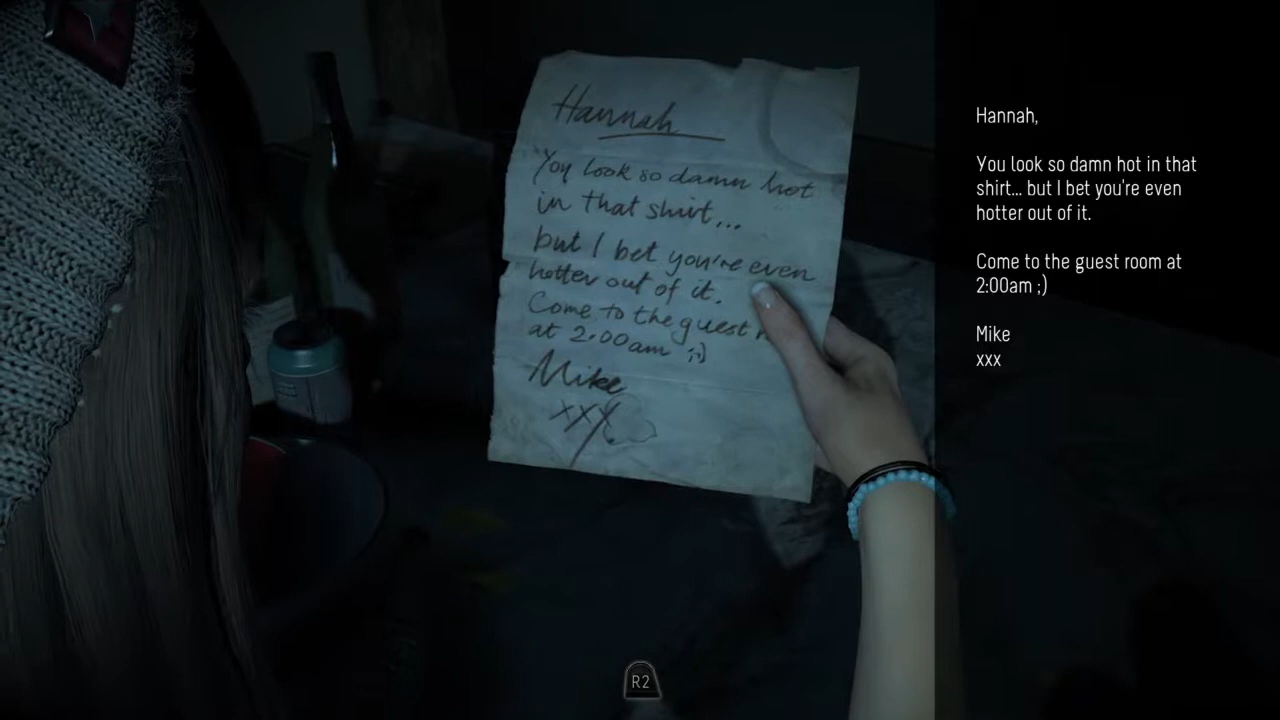 Hannah
You look so damn hot
in that shirt...
but I bet you're even
hotter out of it.
Come to the guest
at 2.00am ;)
Mike
xxx
Hannah,
You look so damn hot in that
shirt... but I bet you're even
hotter out of it.
Come to the guest room at
2:00am ;)
Mike
xxx
R2